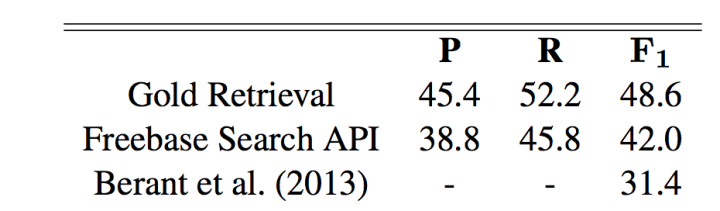 P R F1
Gold Retrieval 45.4 52.2 48.6
Freebase Search API 38.8 45.8 42.0
Berant et al. (2013) - - 31.4